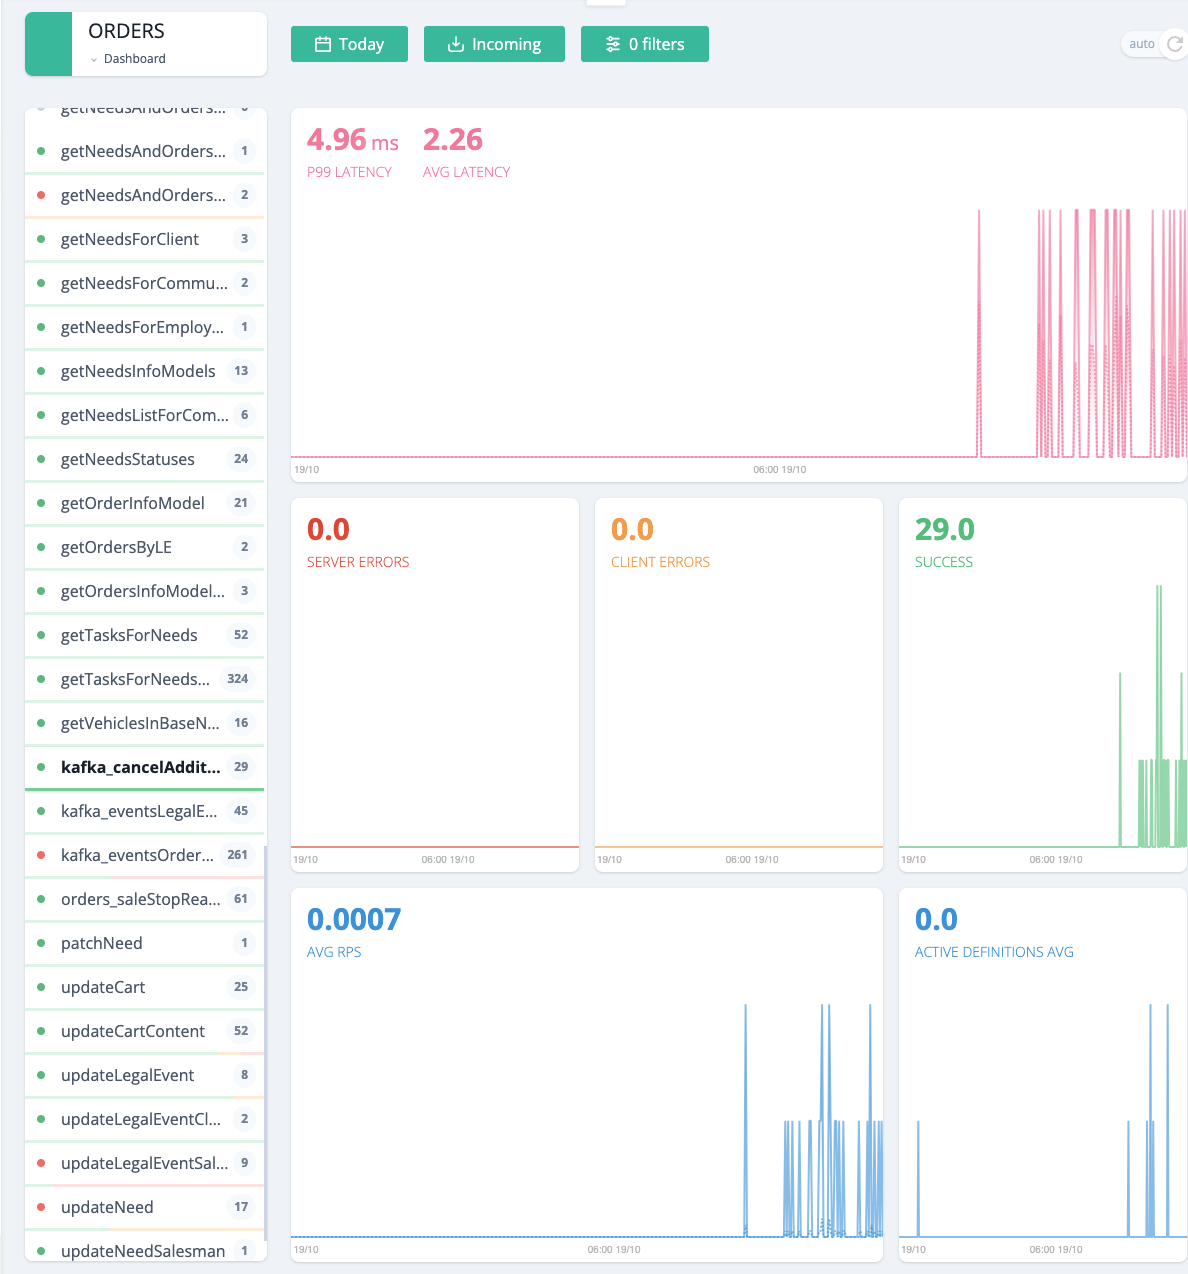 ORDERS
Dashboard
Today
Incoming
0 filters
auto
getNeedsAndOrders...
getNeedsAndOrders... 1
getNeedsAndOrders... 2
getNeedsForClient 3
getNeedsForCommu... 2
getNeedsForEmploy... 1
getNeedsInfoModels 13
getNeedsListForCom... 6
getNeedsStatuses 24
getOrderInfoModel 21
getOrdersByLE 2
getOrdersInfoModel... 3
getTasksForNeeds 52
getTasksForNeeds... 324
getVehiclesInBaseN... 16
kafka_cancelAddit... 29
kafka_eventsLegalE... 45
kafka_eventsOrder... 261
orders_saleStopRea... 61
patchNeed 1
updateCart 25
updateCartContent 52
updateLegalEvent 8
updateLegalEventCl... 2
updateLegalEventSal... 9
updateNeed 17
updateNeedSalesman 1
4.96 ms 2.26
P99 LATENCY AVG LATENCY
19/10 06:00 19/10
0.0
SERVER ERRORS
19/10 06:00 19/10
0.0
CLIENT ERRORS
19/10 06:00 19/10
29.0
SUCCESS
19/10 06:00 19/10
0.0007
AVG RPS
19/10 06:00 19/10
0.0
ACTIVE DEFINITIONS AVG
19/10 06:00 19/10